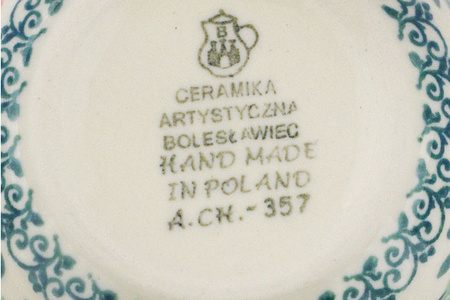 B
CERAMIKA
ARTYSTYCZNA
BOLESŁAWIEC
HAND MADE
IN POLAND
A.CH.-357